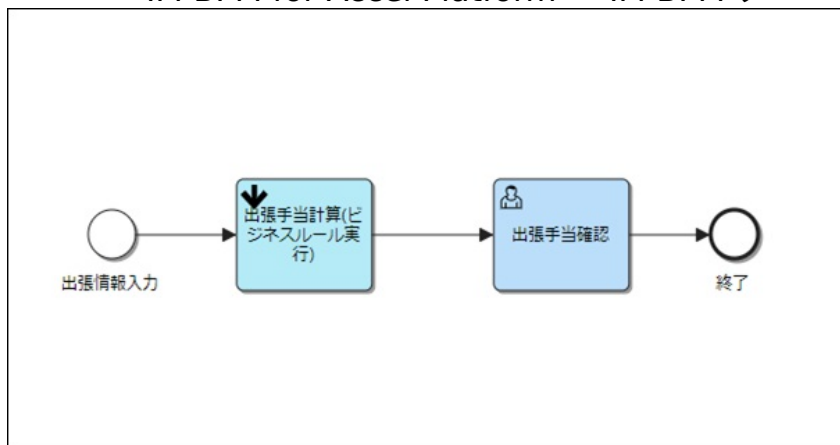 出張手当計算(ビ
ジネスルール実
行)
出張手当確認
出張情報入力
終了